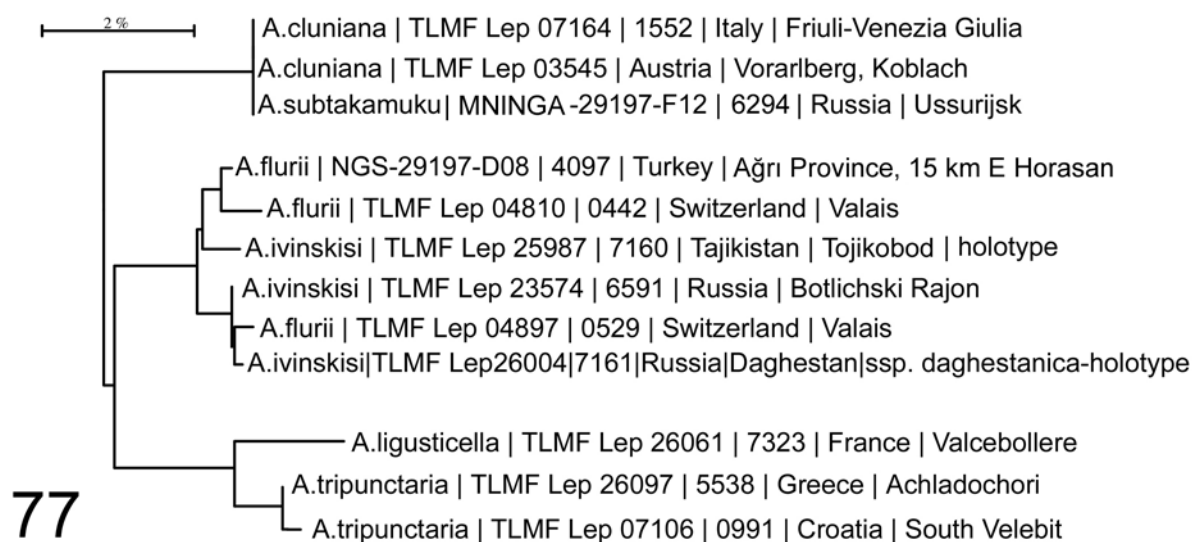 2 %
A.cluniana | TLMF Lep 07164 | 1552 | Italy | Friuli-Venezia Giulia
A.cluniana | TLMF Lep 03545 | Austria | Vorarlberg, Koblach
A.subtakamuku| MNINGA -29197-F12 | 6294 | Russia | Ussurijsk
A.flurii | NGS-29197-D08 | 4097 | Turkey | Ağrı Province, 15 km E Horasan
A.flurii | TLMF Lep 04810 | 0442 | Switzerland | Valais
A.ivinskisi | TLMF Lep 25987 | 7160 | Tajikistan | Tojikobod | holotype
A.ivinskisi | TLMF Lep 23574 | 6591 | Russia | Botlichski Rajon
A.flurii | TLMF Lep 04897 | 0529 | Switzerland | Valais
A.ivinskisi|TLMF Lep26004|7161|Russia|Daghestan|ssp. daghestanica-holotype
A.ligusticella | TLMF Lep 26061 | 7323 | France | Valcebollere
A.tripunctaria | TLMF Lep 26097 | 5538 | Greece | Achladochori
A.tripunctaria | TLMF Lep 07106 | 0991 | Croatia | South Velebit
77